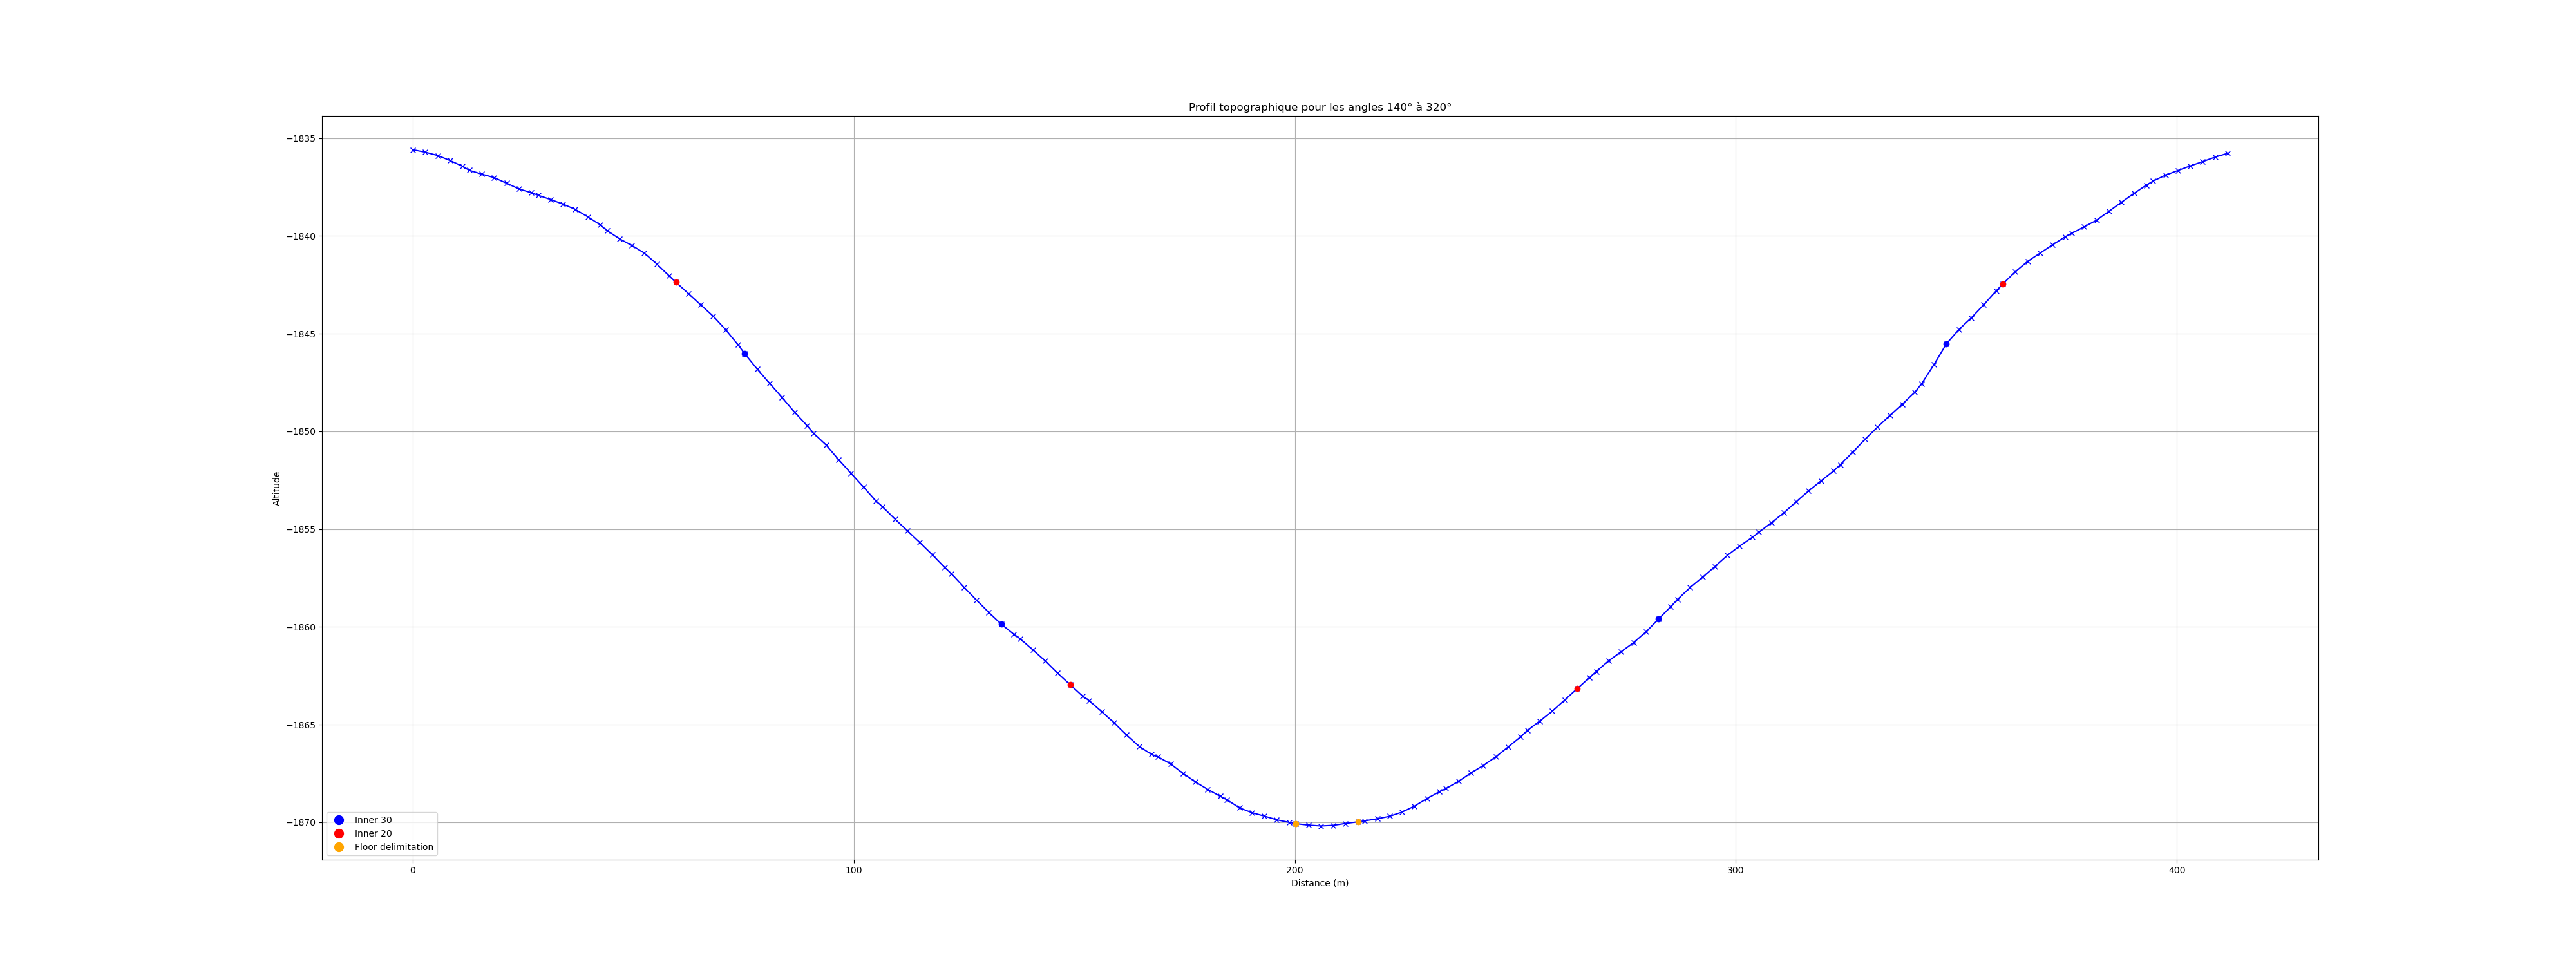 Profil topographique pour les angles 140° à 320°
Altitude
−1835
−1840
−1845
−1850
−1855
−1860
−1865
−1870
Inner 30
Inner 20
Floor delimitation
0 100 200 300 400
Distance (m)